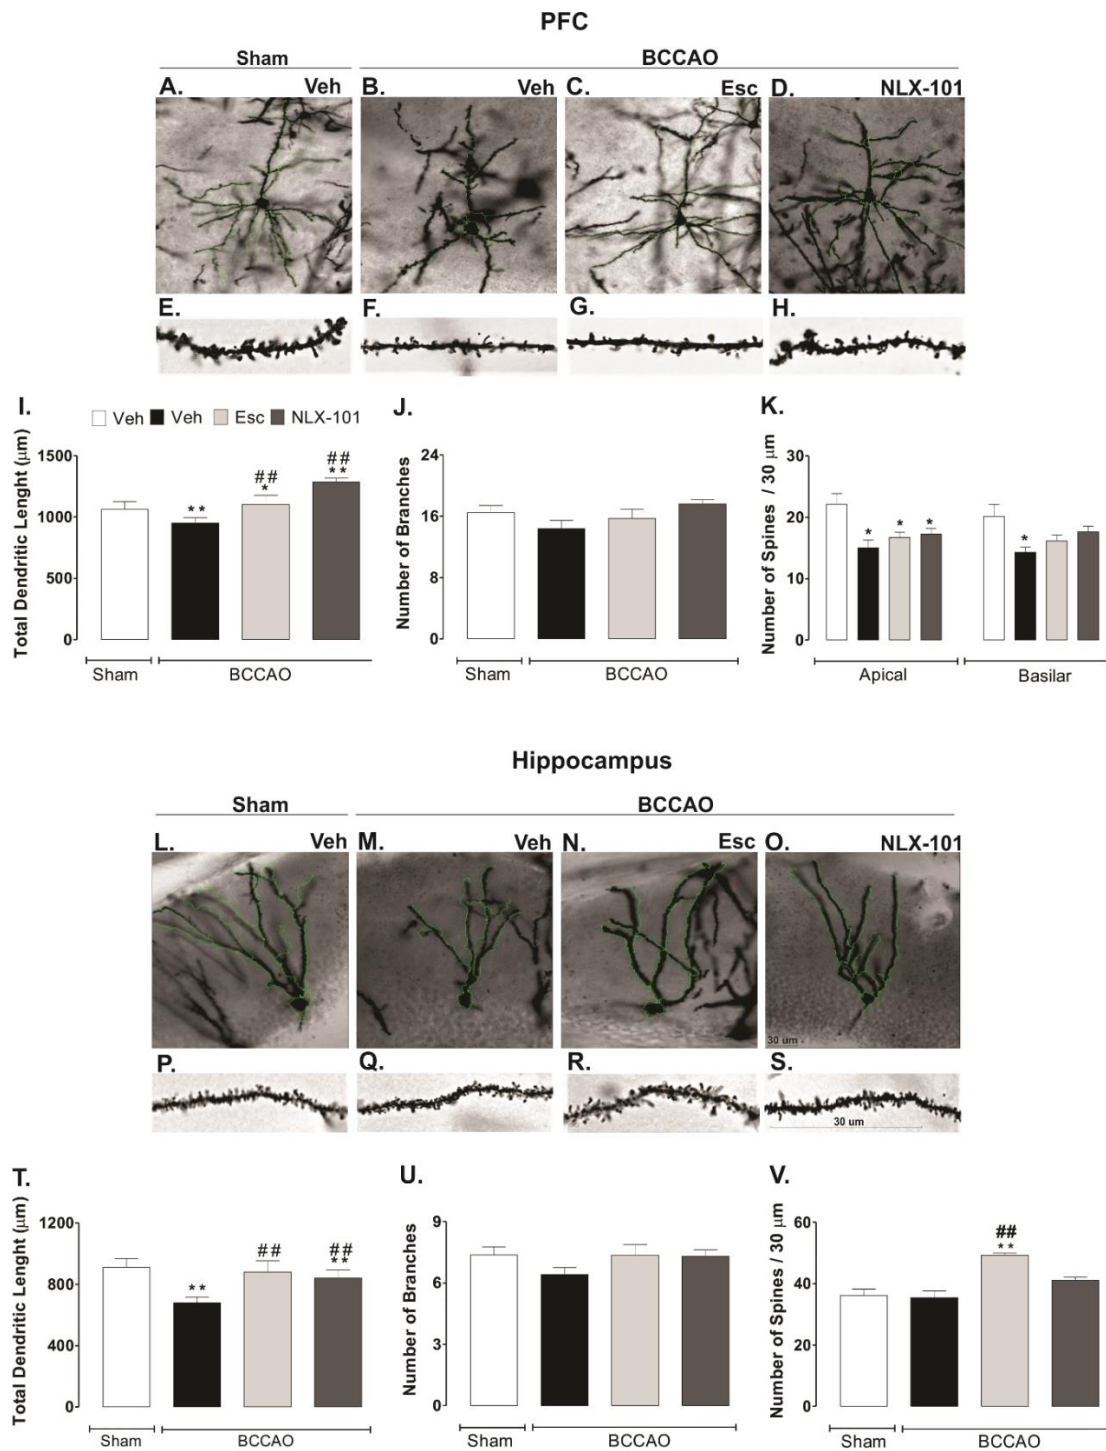 PFC
Sham BCCAO
A. Veh B. Veh C. Esc D. NLX-101
E. F. G. H.
I. J. K.
Veh Veh Esc NLX-101
Total Dendritic Lenght (μm)
1500
1000
500
0
** ## * ## **
Sham BCCAO
Number of Branches
24
16
8
0
Sham BCCAO
Number of Spines / 30 μm
30
20
10
0
* * * *
Apical Basilar
Hippocampus
Sham BCCAO
L. Veh M. Veh N. Esc O. NLX-101
30 um
P. Q. R. S.
30 um
T. U. V.
Total Dendritic Lenght (μm)
1200
800
400
0
** ## ## **
Sham BCCAO
Number of Branches
9
6
3
0
Sham BCCAO
Number of Spines / 30 μm
60
40
20
0
## **
Sham BCCAO